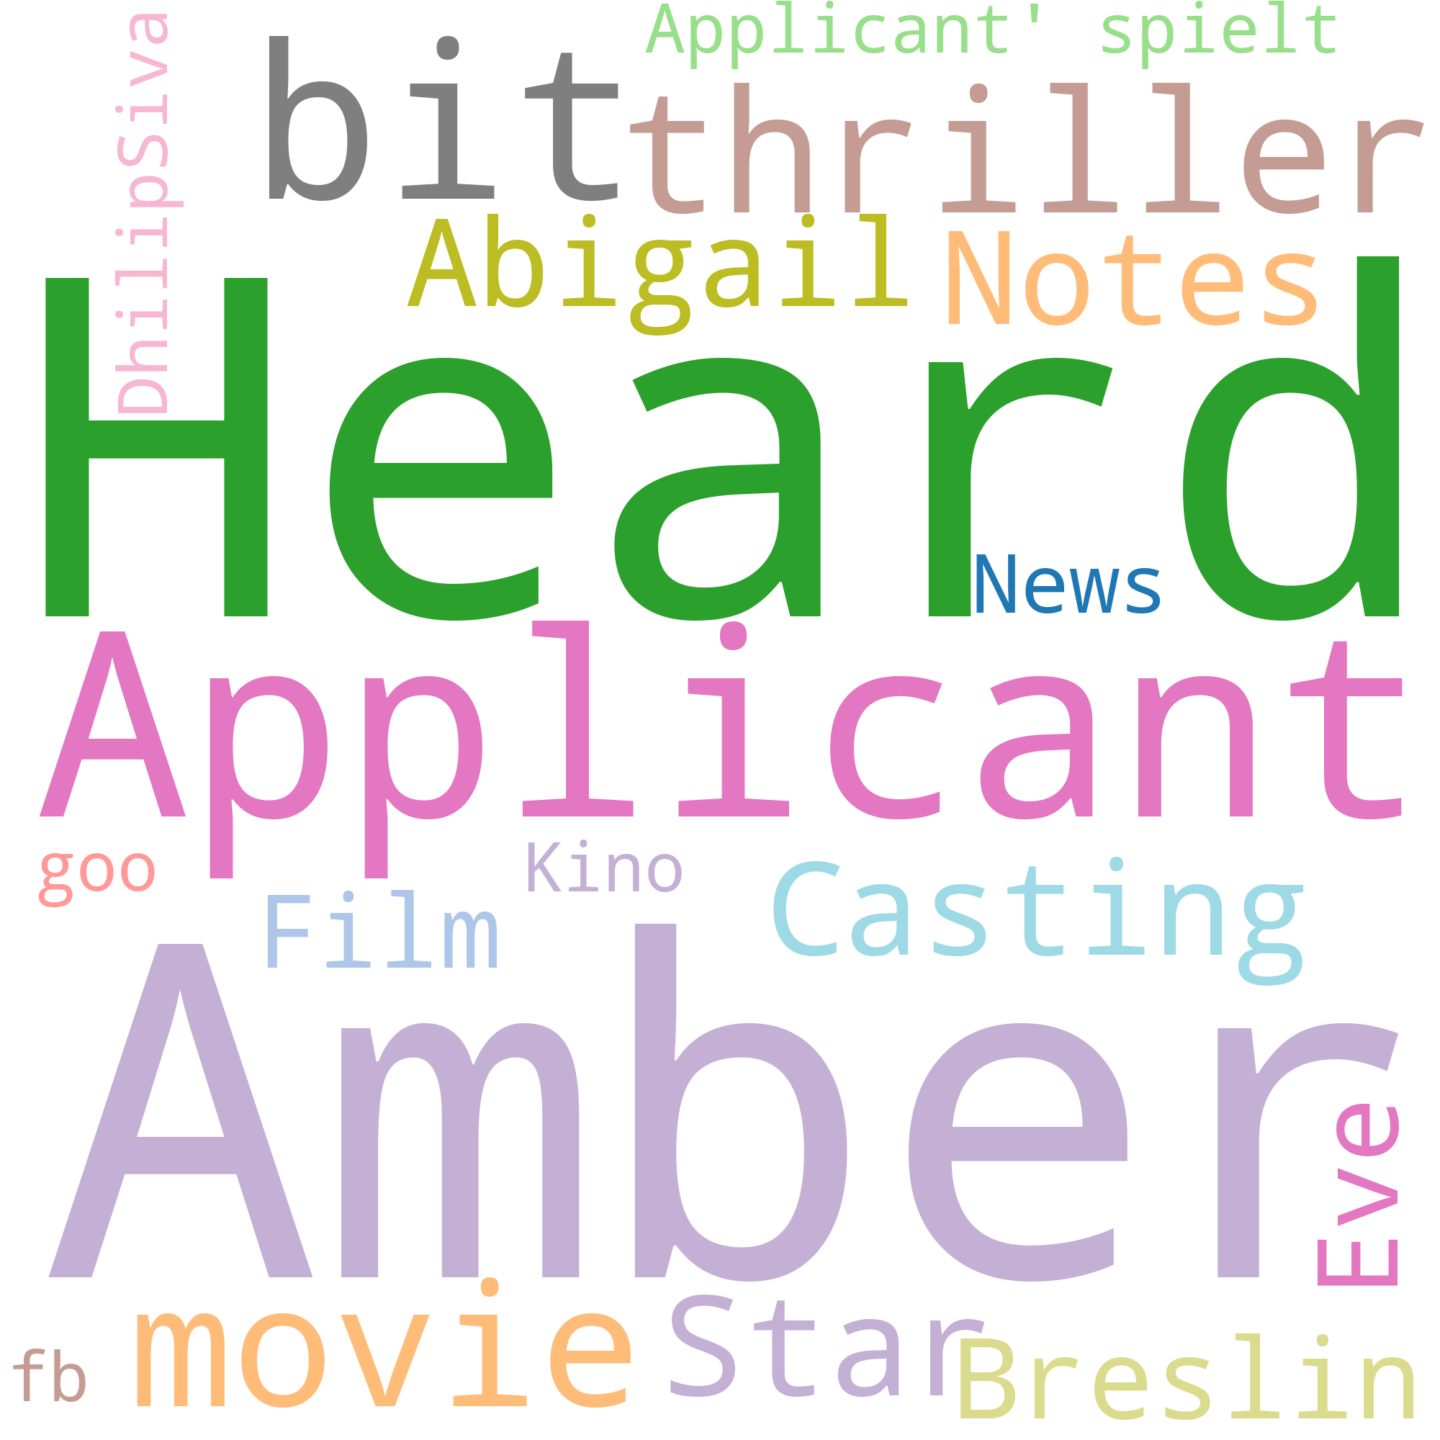 Applicant' spielt
DhilipSiva
bit
thriller
Abigail
Notes
Heard
News
Applicant
goo
Kino
Film
Casting
Amber
Eve
movie
Star
Breslin
fb